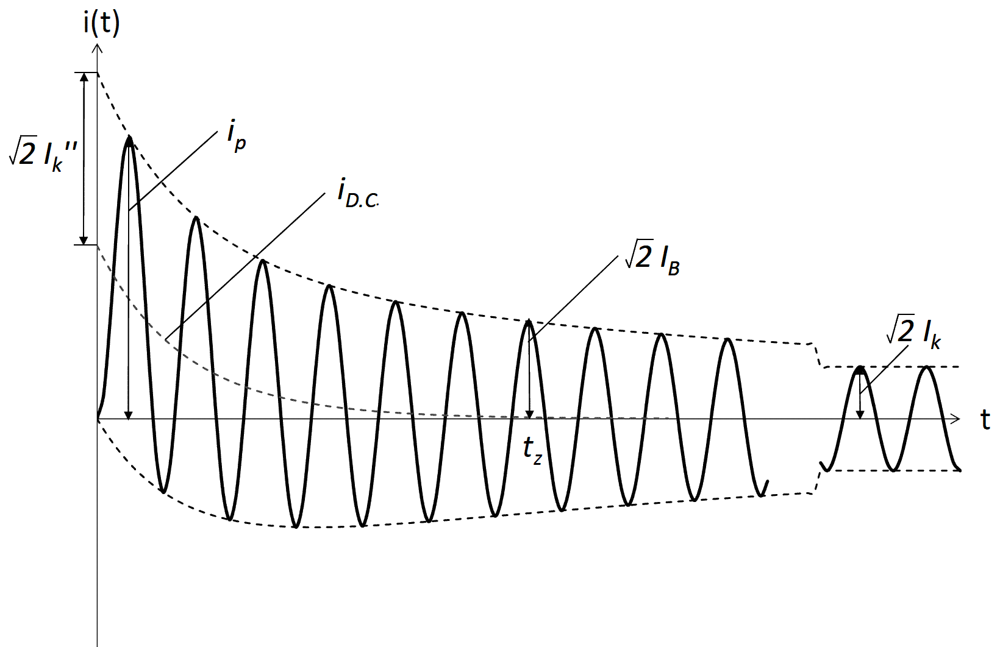 i(t)
√2 Ik''
ip
iD.C.
√2 IB
√2 Ik
t
tz